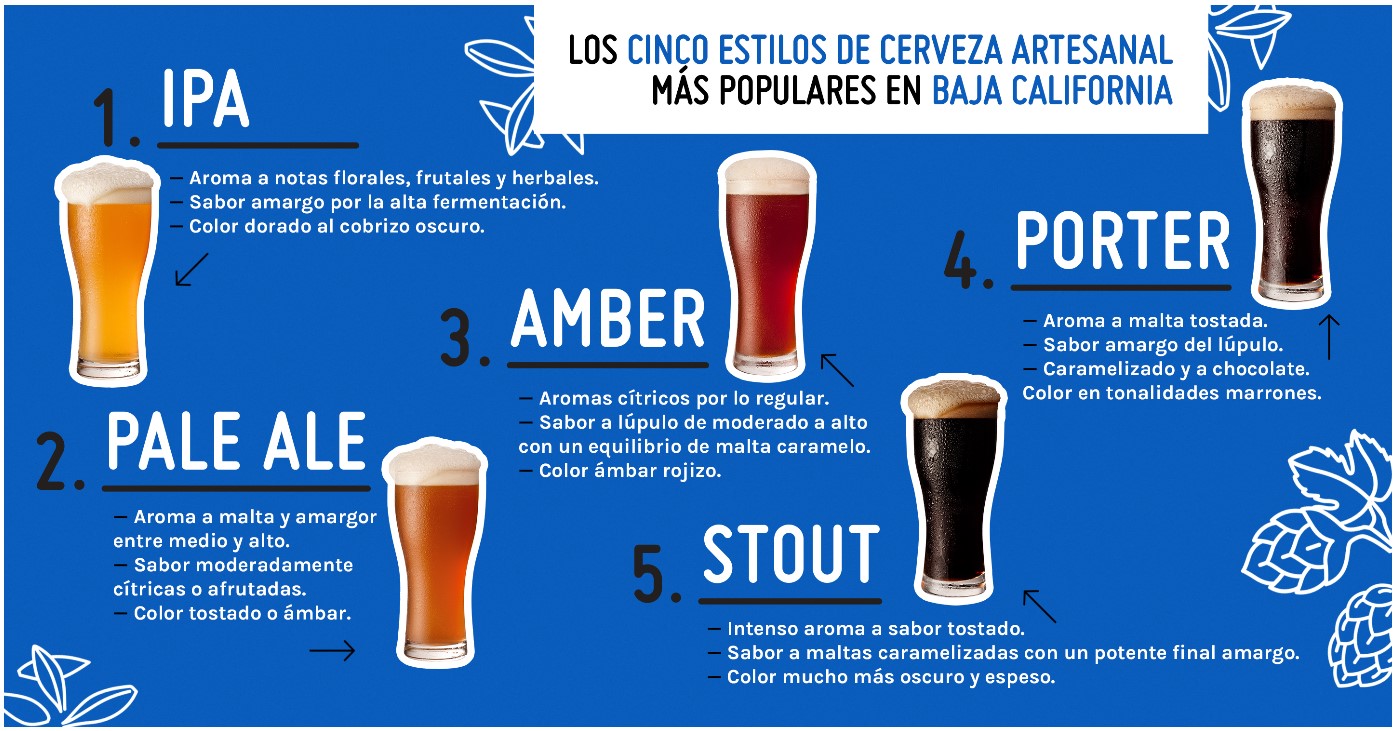 LOS CINCO ESTILOS DE CERVEZA ARTESANAL
MÁS POPULARES EN BAJA CALIFORNIA
1. IPA
— Aroma a notas florales, frutales y herbales.
— Sabor amargo por la alta fermentación.
— Color dorado al cobrizo oscuro.
2. PALE ALE
— Aroma a malta y amargor
entre medio y alto.
— Sabor moderadamente
cítricas o afrutadas.
— Color tostado o ámbar.
3. AMBER
— Aromas cítricos por lo regular.
— Sabor a lúpulo de moderado a alto
con un equilibrio de malta caramelo.
— Color ámbar rojizo.
4. PORTER
— Aroma a malta tostada.
— Sabor amargo del lúpulo.
— Caramelizado y a chocolate.
Color en tonalidades marrones.
5. STOUT
— Intenso aroma a sabor tostado.
— Sabor a maltas caramelizadas con un potente final amargo.
— Color mucho más oscuro y espeso.